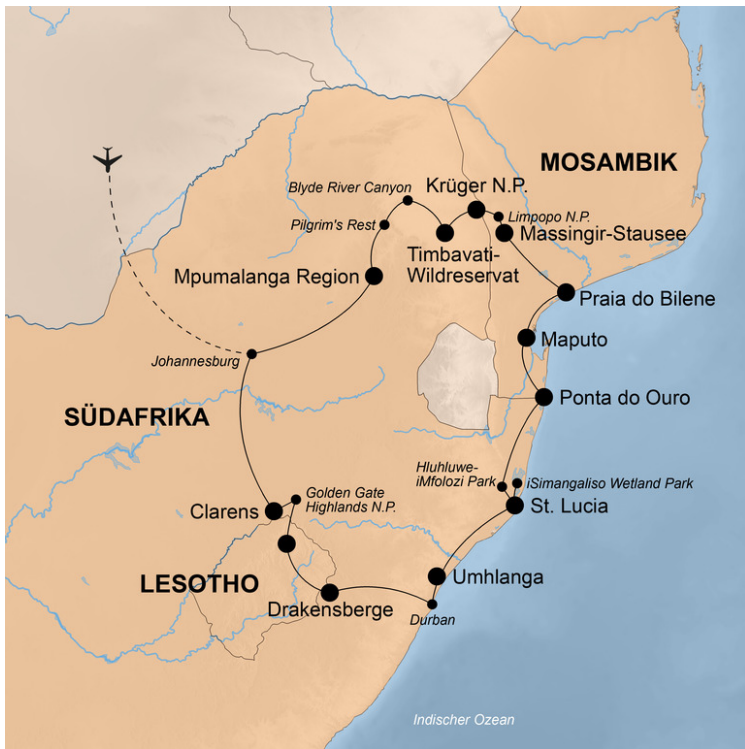 MOSAMBIK
Blyde River Canyon
Krüger N.P.
Limpopo N.P.
Pilgrim's Rest
Massingir-Stausee
Timbavati-
Wildreservat
Mpumalanga Region
Praia do Bilene
Maputo
Johannesburg
Ponta do Ouro
SÜDAFRIKA
Hluhluwe-
iMfolozi Park
iSimangaliso Wetland Park
Golden Gate
Highlands N.P.
St. Lucia
Clarens
Umhlanga
LESOTHO
Drakensberge
Durban
Indischer Ozean